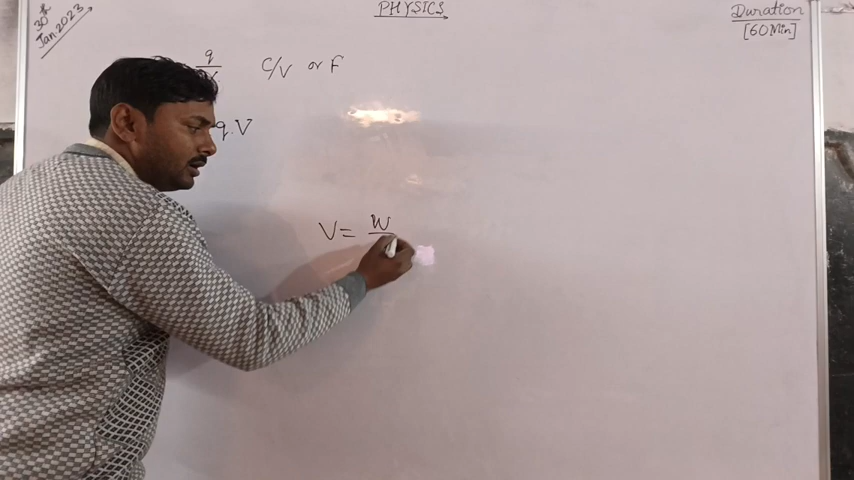 30th
Jan 2023
PHYSICS
Duration
[60 Min]
q
C/V or F
q.V
V = W